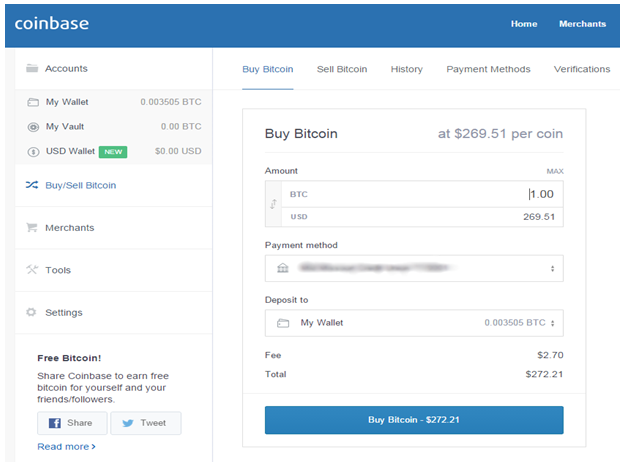 coinbase
Home Merchants
Accounts
My Wallet 0.003505 BTC
My Vault 0.00 BTC
USD Wallet NEW $0.00 USD
Buy/Sell Bitcoin
Merchants
Tools
Settings
Free Bitcoin!
Share Coinbase to earn free
bitcoin for yourself and your
friends/followers.
Share Tweet
Read more ›
Buy Bitcoin Sell Bitcoin History Payment Methods Verifications
Buy Bitcoin at $269.51 per coin
Amount MAX
BTC 1.00
USD 269.51
Payment method
Deposit to
My Wallet 0.003505 BTC
Fee $2.70
Total $272.21
Buy Bitcoin - $272.21